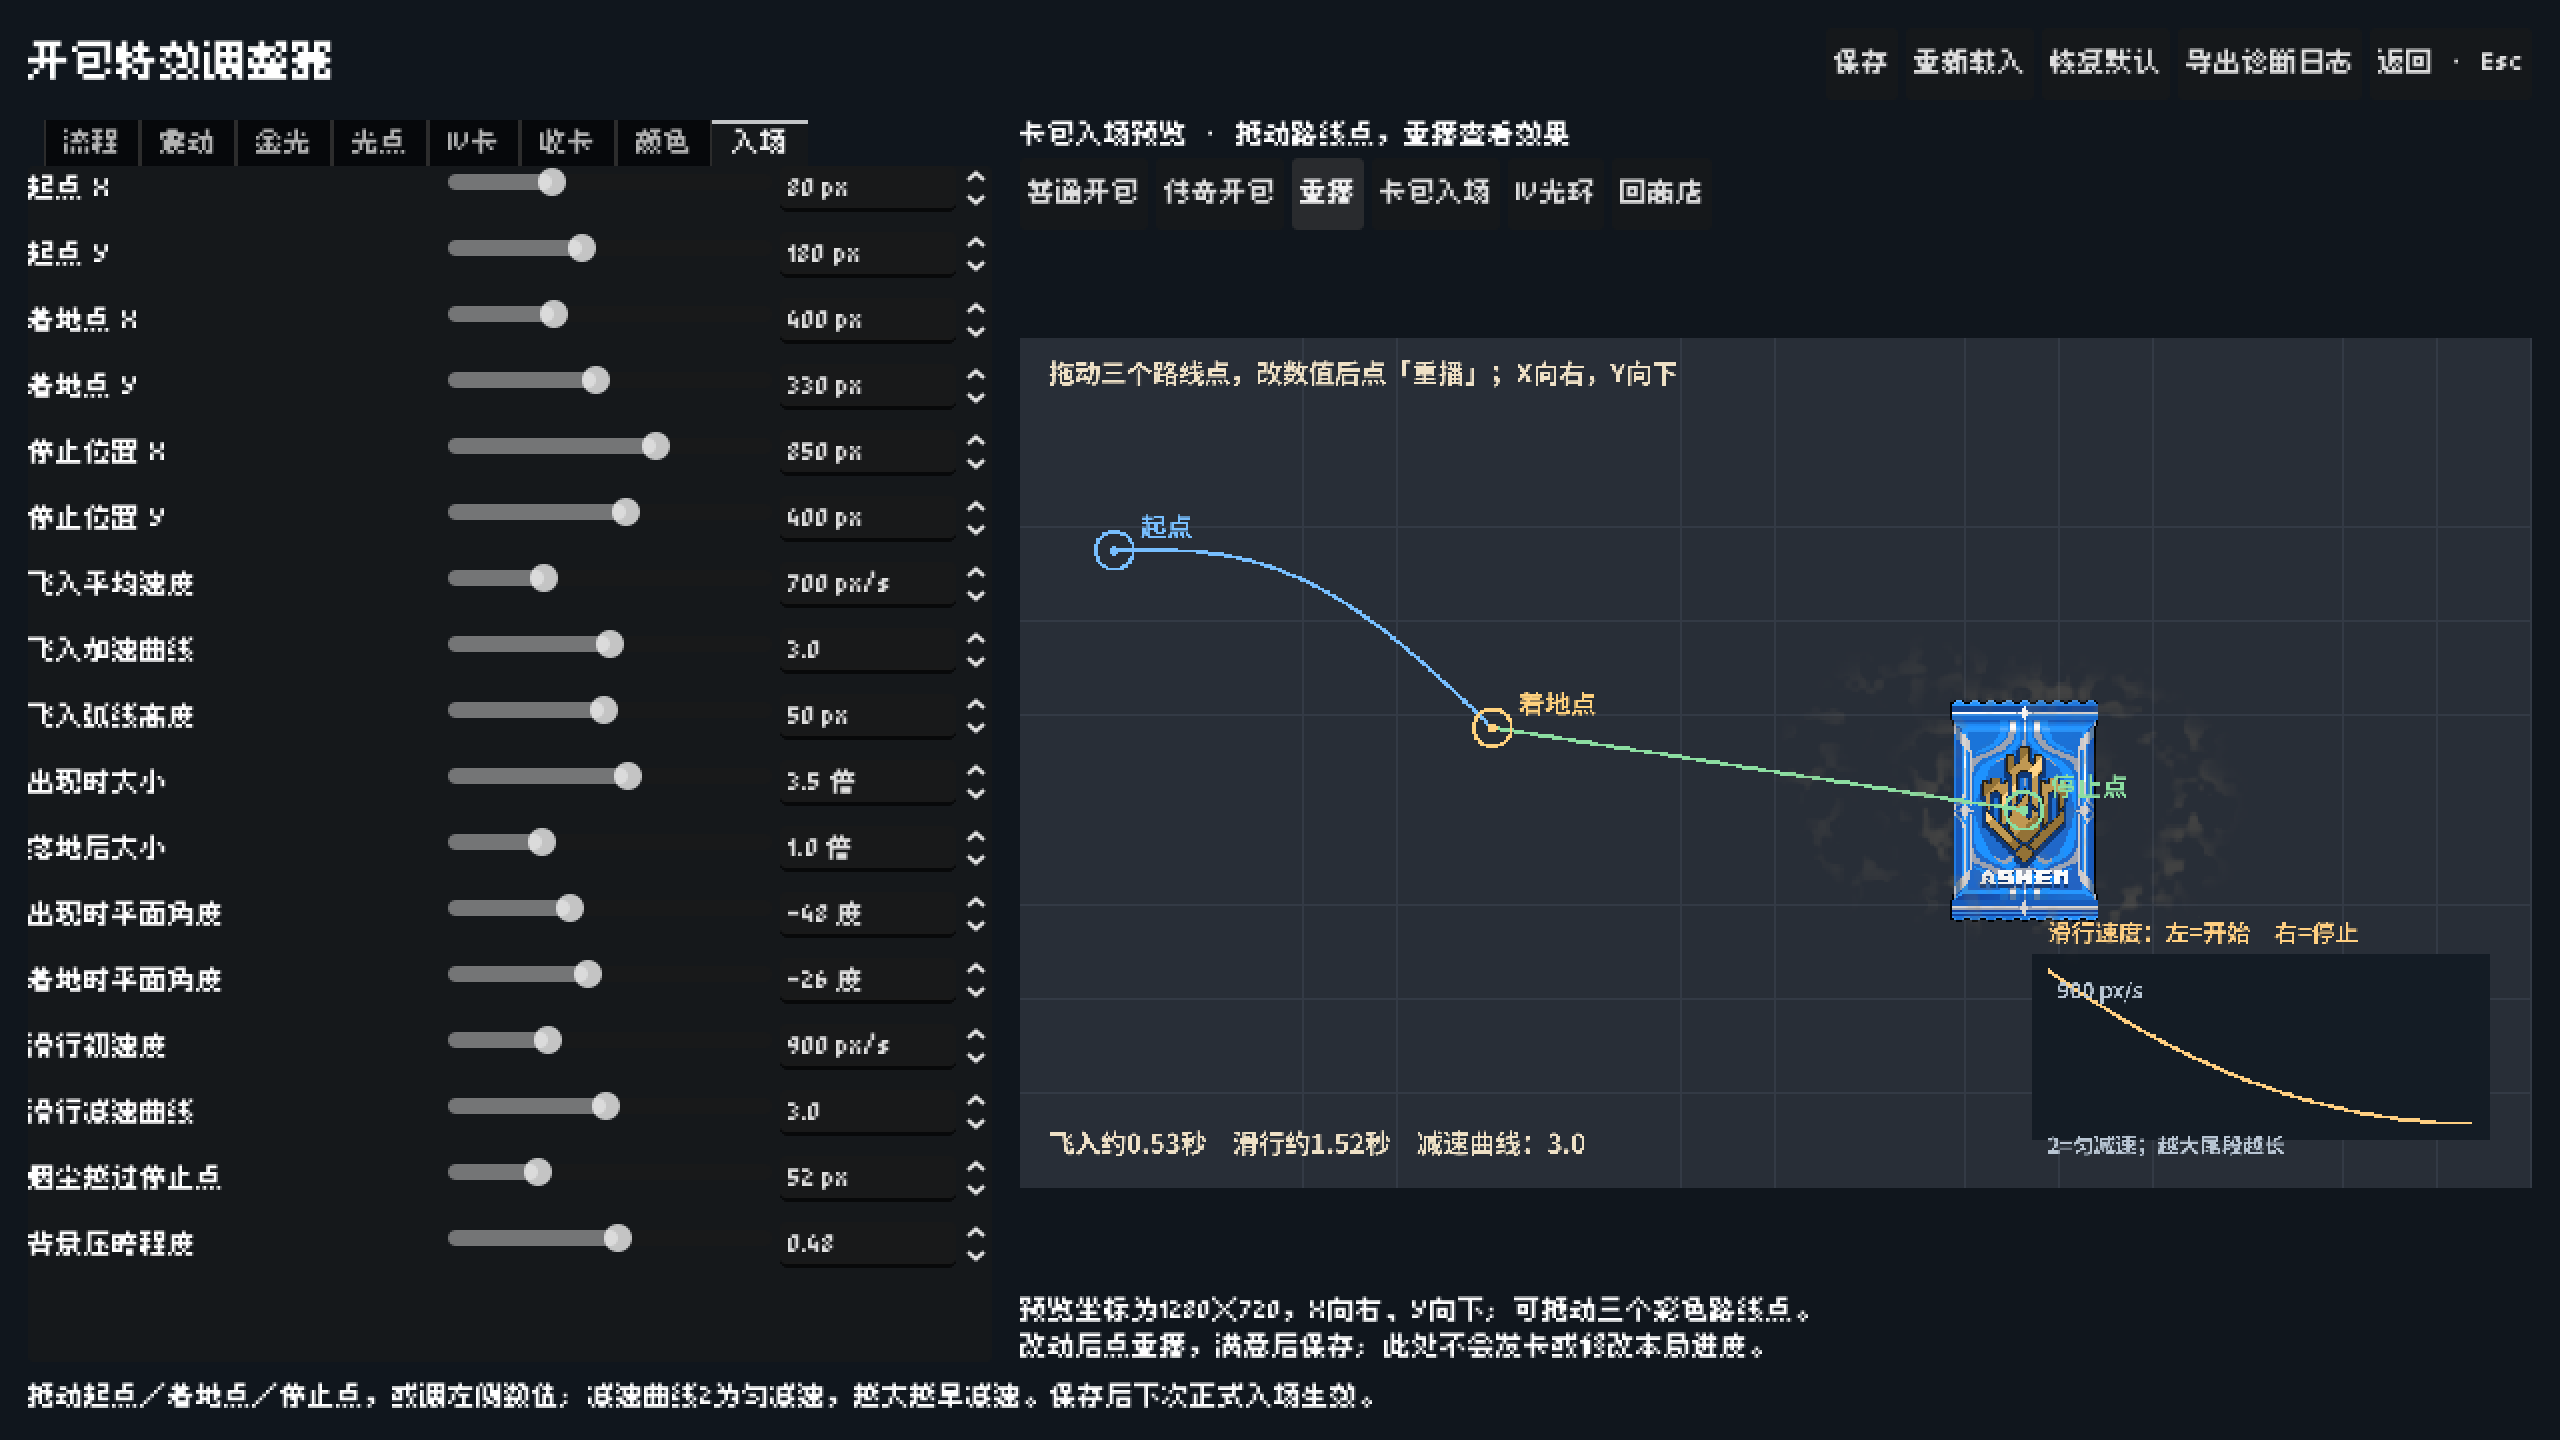 开包特效调整器
保存 重新载入 恢复默认 导出诊断日志 返回 · Esc
流程 震动 金光 光点 IV卡 收卡 颜色 入场
卡包入场预览 · 拖动路线点，重播查看效果
普通开包 传奇开包 重播 卡包入场 IV光环 回商店
起点 X 80 px
起点 Y 180 px
着地点 X 400 px
着地点 Y 330 px
停止位置 X 850 px
停止位置 Y 400 px
飞入平均速度 700 px/s
飞入加速曲线 3.0
飞入弧线高度 50 px
出现时大小 3.5 倍
落地后大小 1.0 倍
出现时平面角度 -48 度
着地时平面角度 -26 度
滑行初速度 900 px/s
滑行减速曲线 3.0
烟尘越过停止点 52 px
背景压暗程度 0.48
拖动三个路线点，改数值后点「重播」；X向右，Y向下
起点
着地点
停止点
ASHEN
滑行速度：左=开始 右=停止
900 px/s
2=匀减速；越大尾段越长
飞入约0.53秒 滑行约1.52秒 减速曲线：3.0
预览坐标为1280×720，X向右、Y向下；可拖动三个彩色路线点。
改动后点重播，满意后保存；此处不会发卡或修改本局进度。
拖动起点／着地点／停止点，或调左侧数值；减速曲线2为匀减速，越大越早减速。保存后下次正式入场生效。